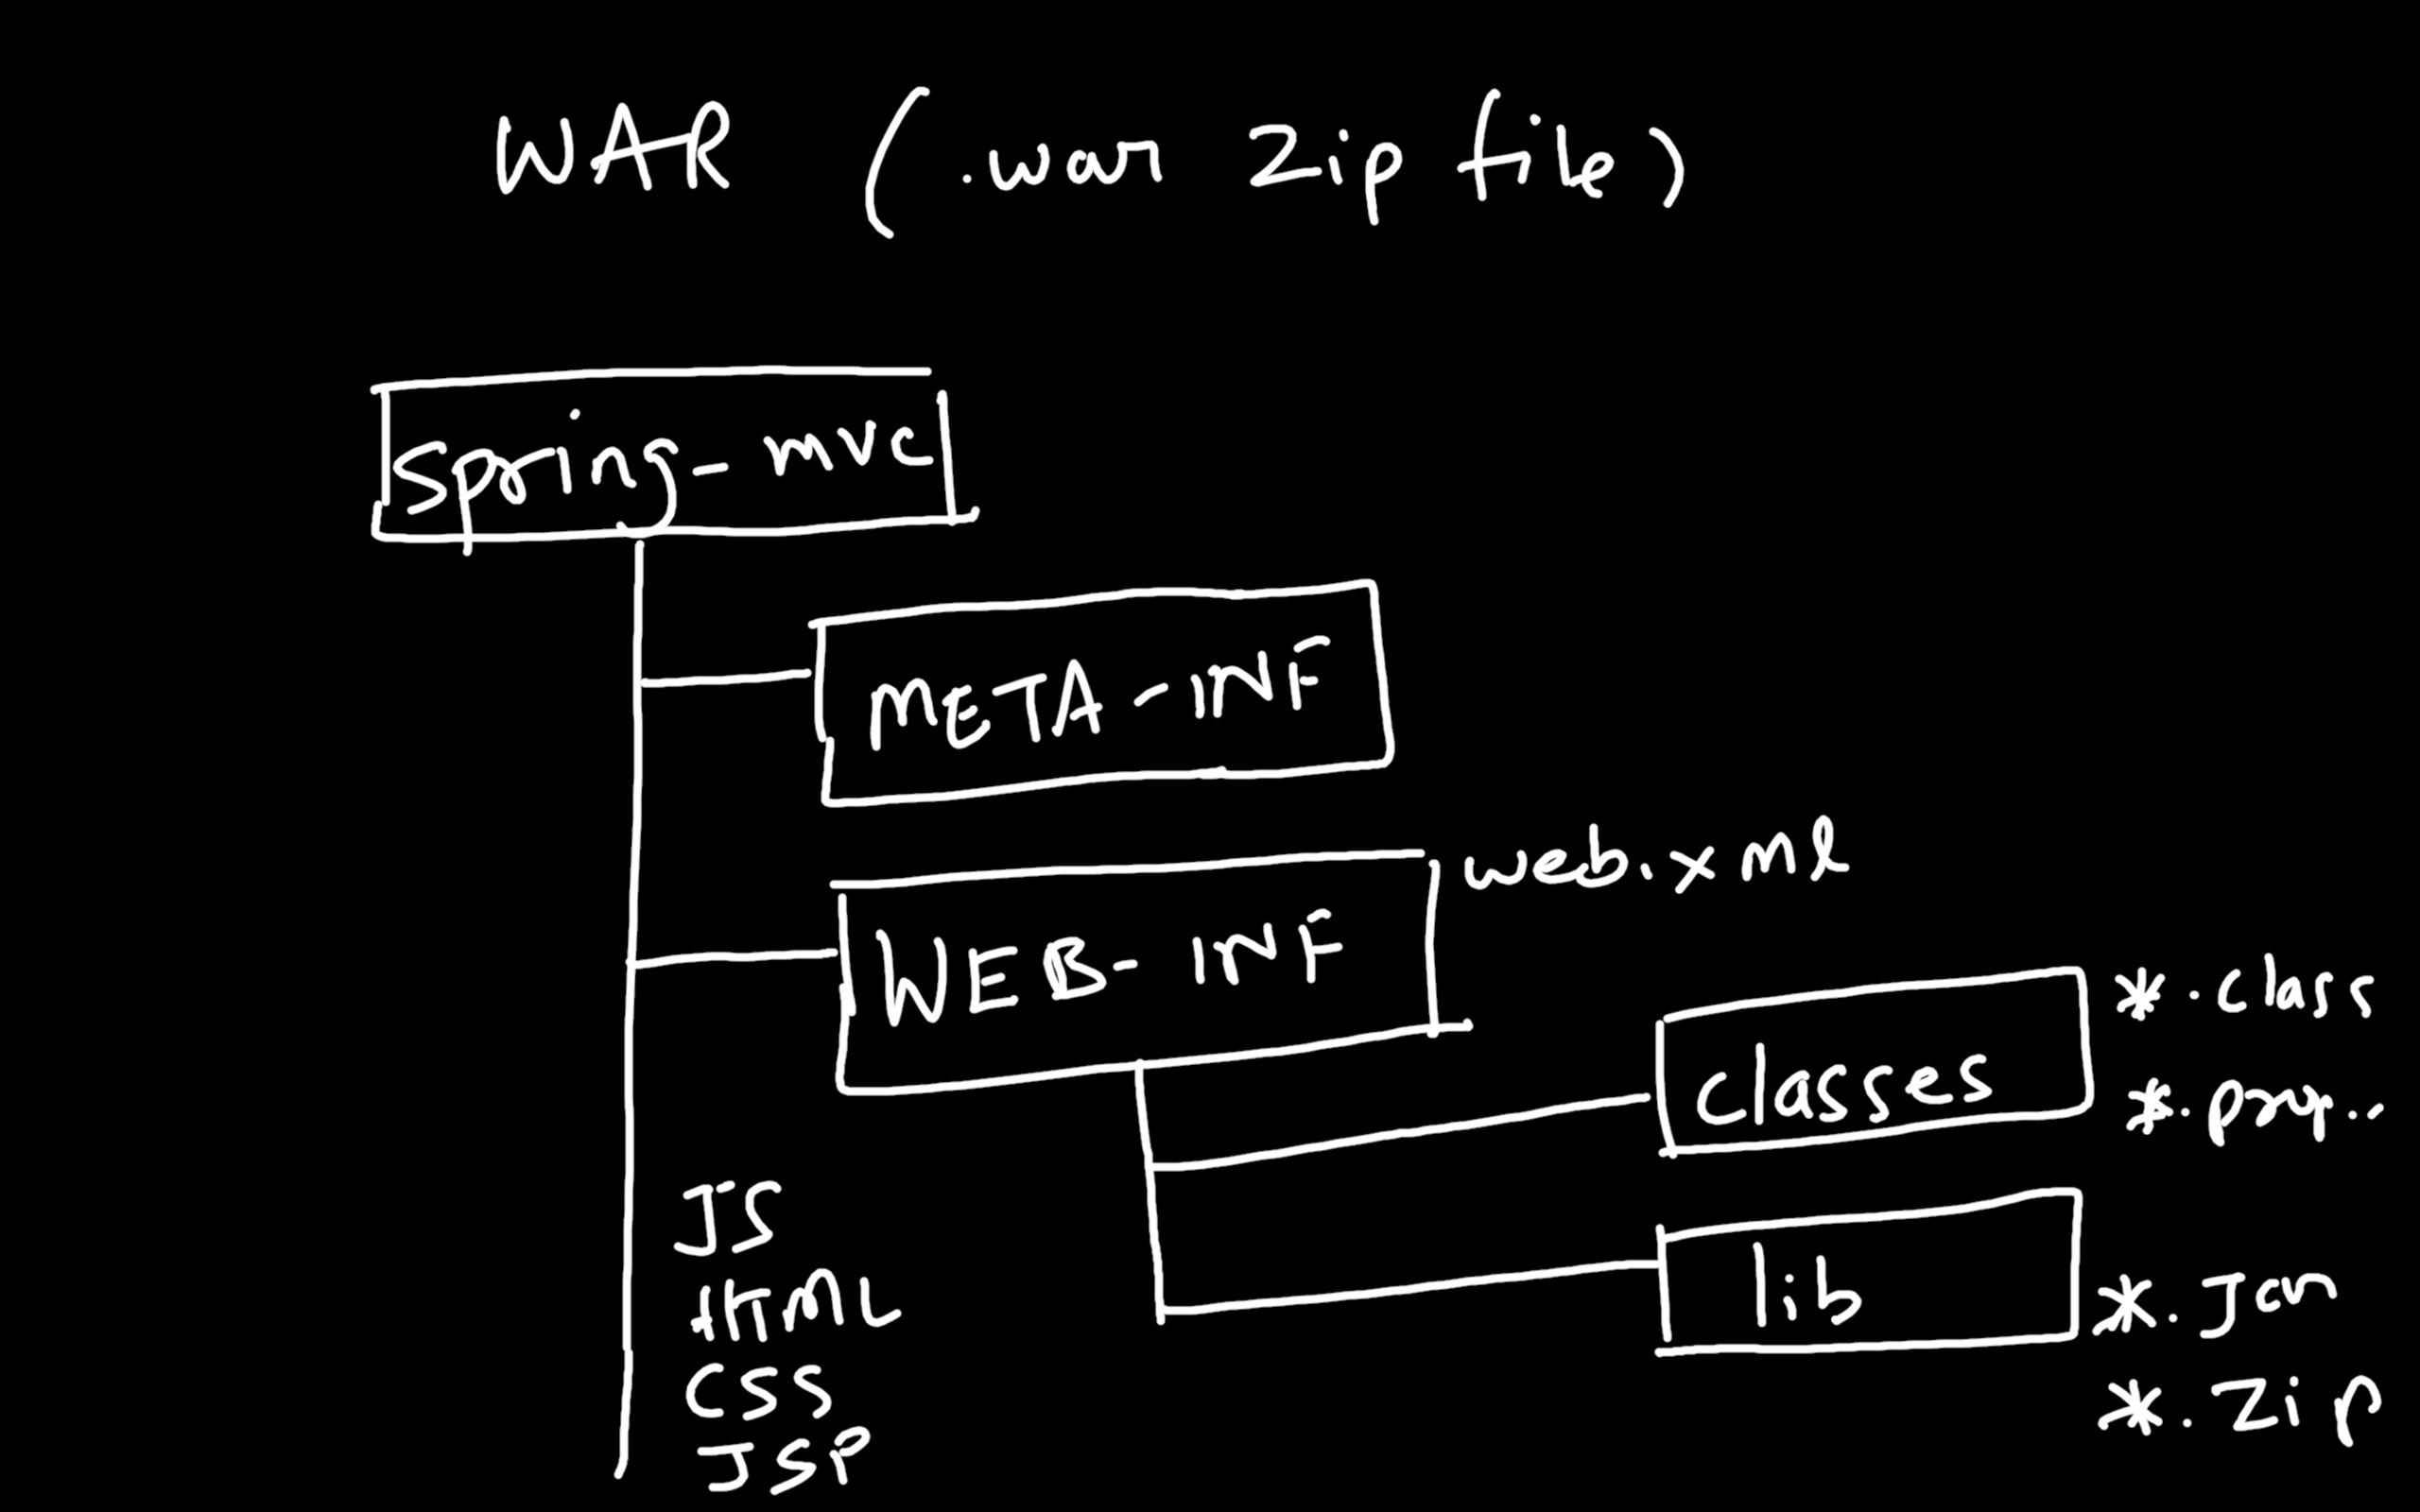 WAR (.war zip file)
spring-mvc
META-INF
web.xml
WEB-INF
*.class
classes
*.prop..
JS
HTML
lib
*.Jar
CSS
*.zip
JSP